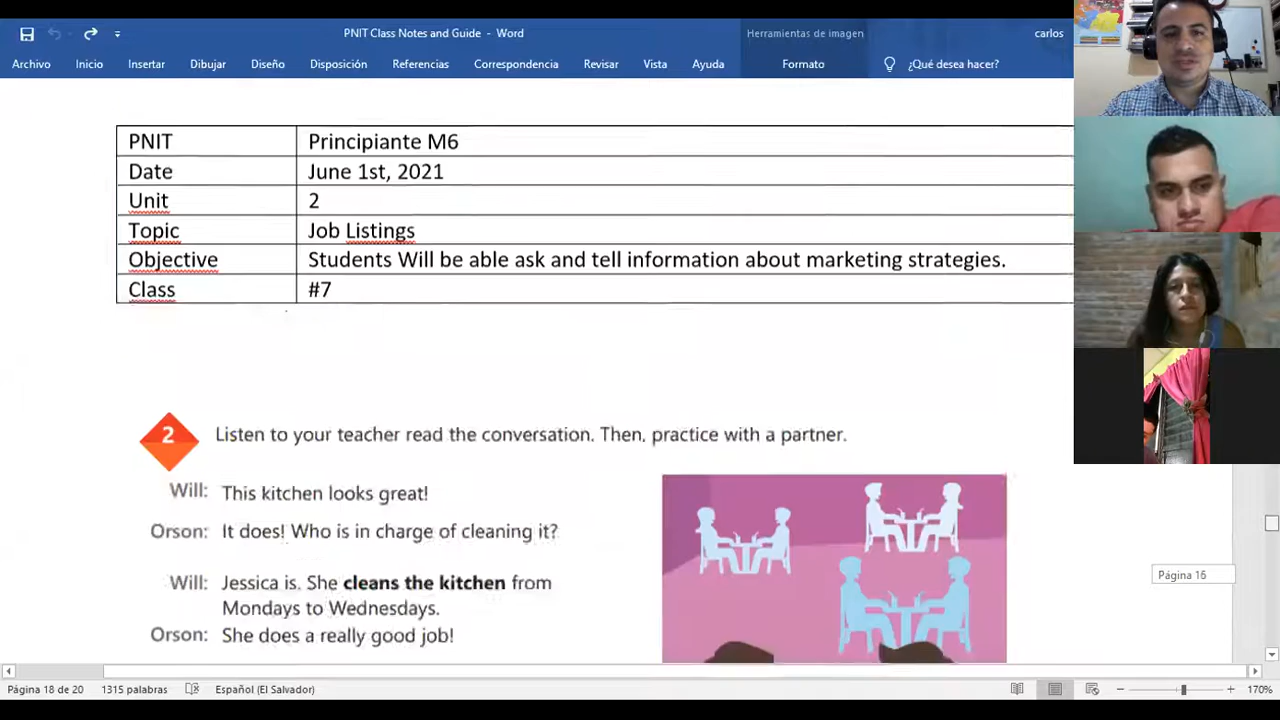 PNIT Class Notes and Guide - Word
Herramientas de imagen
carlos
Archivo Inicio Insertar Dibujar Diseño Disposición Referencias Correspondencia Revisar Vista Ayuda Formato ¿Qué desea hacer?
PNIT Principiante M6
Date June 1st, 2021
Unit 2
Topic Job Listings
Objective Students Will be able ask and tell information about marketing strategies.
Class #7
2 Listen to your teacher read the conversation. Then, practice with a partner.
Will: This kitchen looks great!
Orson: It does! Who is in charge of cleaning it?
Will: Jessica is. She cleans the kitchen from
Mondays to Wednesdays.
Orson: She does a really good job!
Página 16
Página 18 de 20 1315 palabras Español (El Salvador) 170%